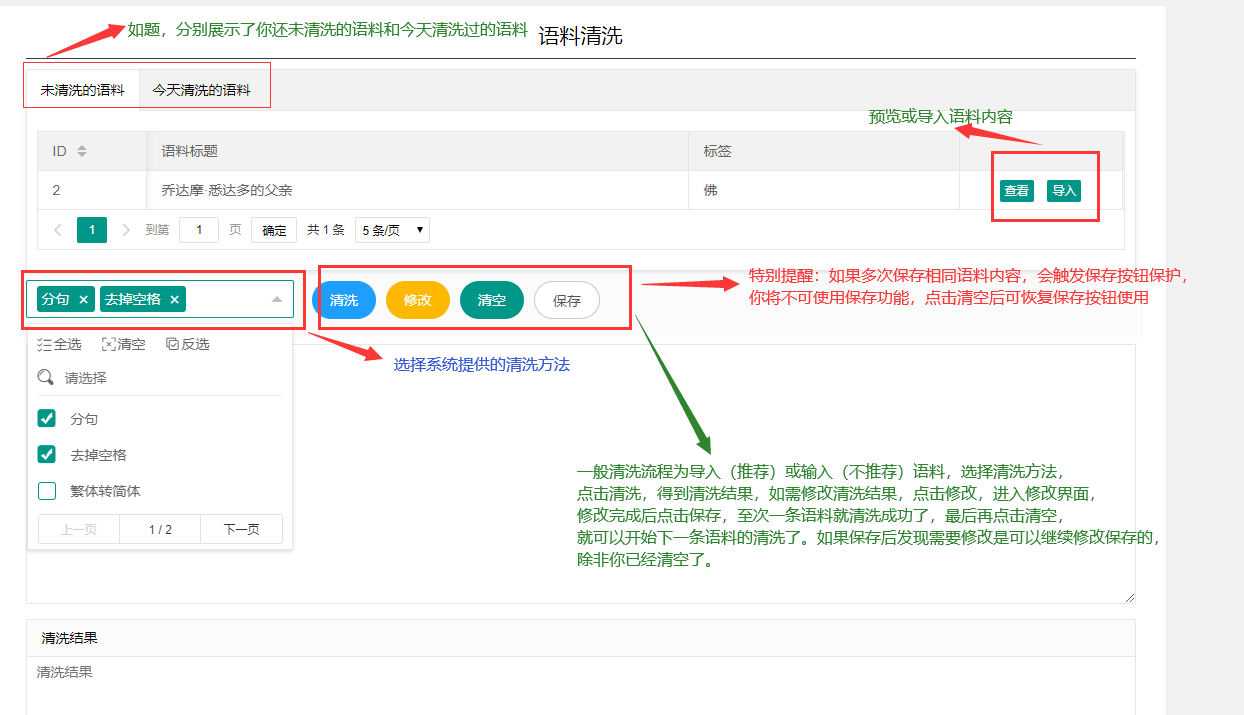 如题，分别展示了你还未清洗的语料和今天清洗过的语料
语料清洗
未清洗的语料 今天清洗的语料
预览或导入语料内容
ID 语料标题 标签
2 乔达摩·悉达多的父亲 佛 查看 导入
1 到第 1 页 确定 共 1 条 5 条/页
特别提醒：如果多次保存相同语料内容，会触发保存按钮保护，
你将不可使用保存功能，点击清空后可恢复保存按钮使用
分句 × 去掉空格 × 清洗 修改 清空 保存
全选 清空 反选
选择系统提供的清洗方法
请选择
分句
去掉空格
繁体转简体
上一页 1 / 2 下一页
一般清洗流程为导入（推荐）或输入（不推荐）语料，选择清洗方法，
点击清洗，得到清洗结果，如需修改清洗结果，点击修改，进入修改界面，
修改完成后点击保存，至次一条语料就清洗成功了，最后再点击清空，
就可以开始下一条语料的清洗了。如果保存后发现需要修改是可以继续修改保存的，
除非你已经清空了。
清洗结果
清洗结果